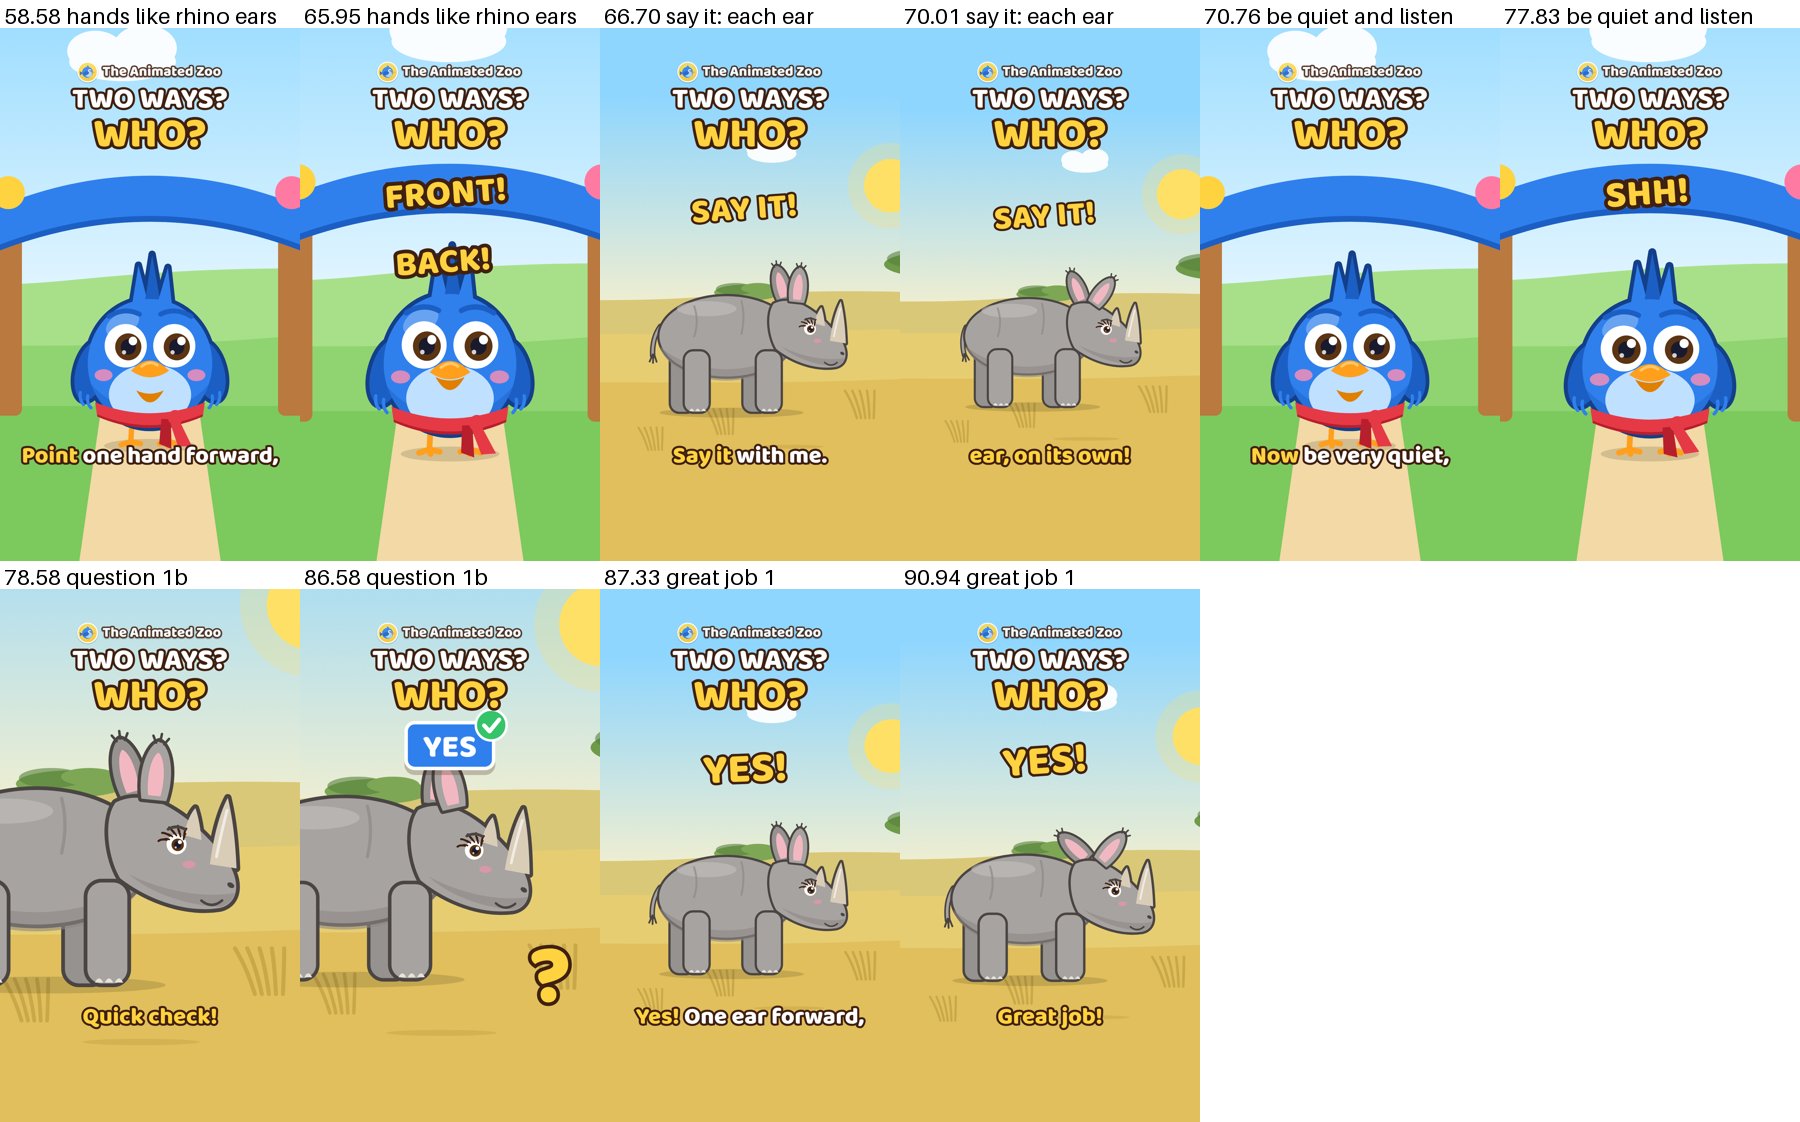 58.58 hands like rhino ears
The Animated Zoo
TWO WAYS?
WHO?
Point one hand forward,
65.95 hands like rhino ears
The Animated Zoo
TWO WAYS?
WHO?
FRONT!
BACK!
66.70 say it: each ear
The Animated Zoo
TWO WAYS?
WHO?
SAY IT!
Say it with me.
70.01 say it: each ear
The Animated Zoo
TWO WAYS?
WHO?
SAY IT!
ear, on its own!
70.76 be quiet and listen
The Animated Zoo
TWO WAYS?
WHO?
Now be very quiet,
77.83 be quiet and listen
The Animated Zoo
TWO WAYS?
WHO?
SHH!
78.58 question 1b
The Animated Zoo
TWO WAYS?
WHO?
Quick check!
86.58 question 1b
The Animated Zoo
TWO WAYS?
WHO?
YES
?
87.33 great job 1
The Animated Zoo
TWO WAYS?
WHO?
YES!
Yes! One ear forward,
90.94 great job 1
The Animated Zoo
TWO WAYS?
WHO?
YES!
Great job!